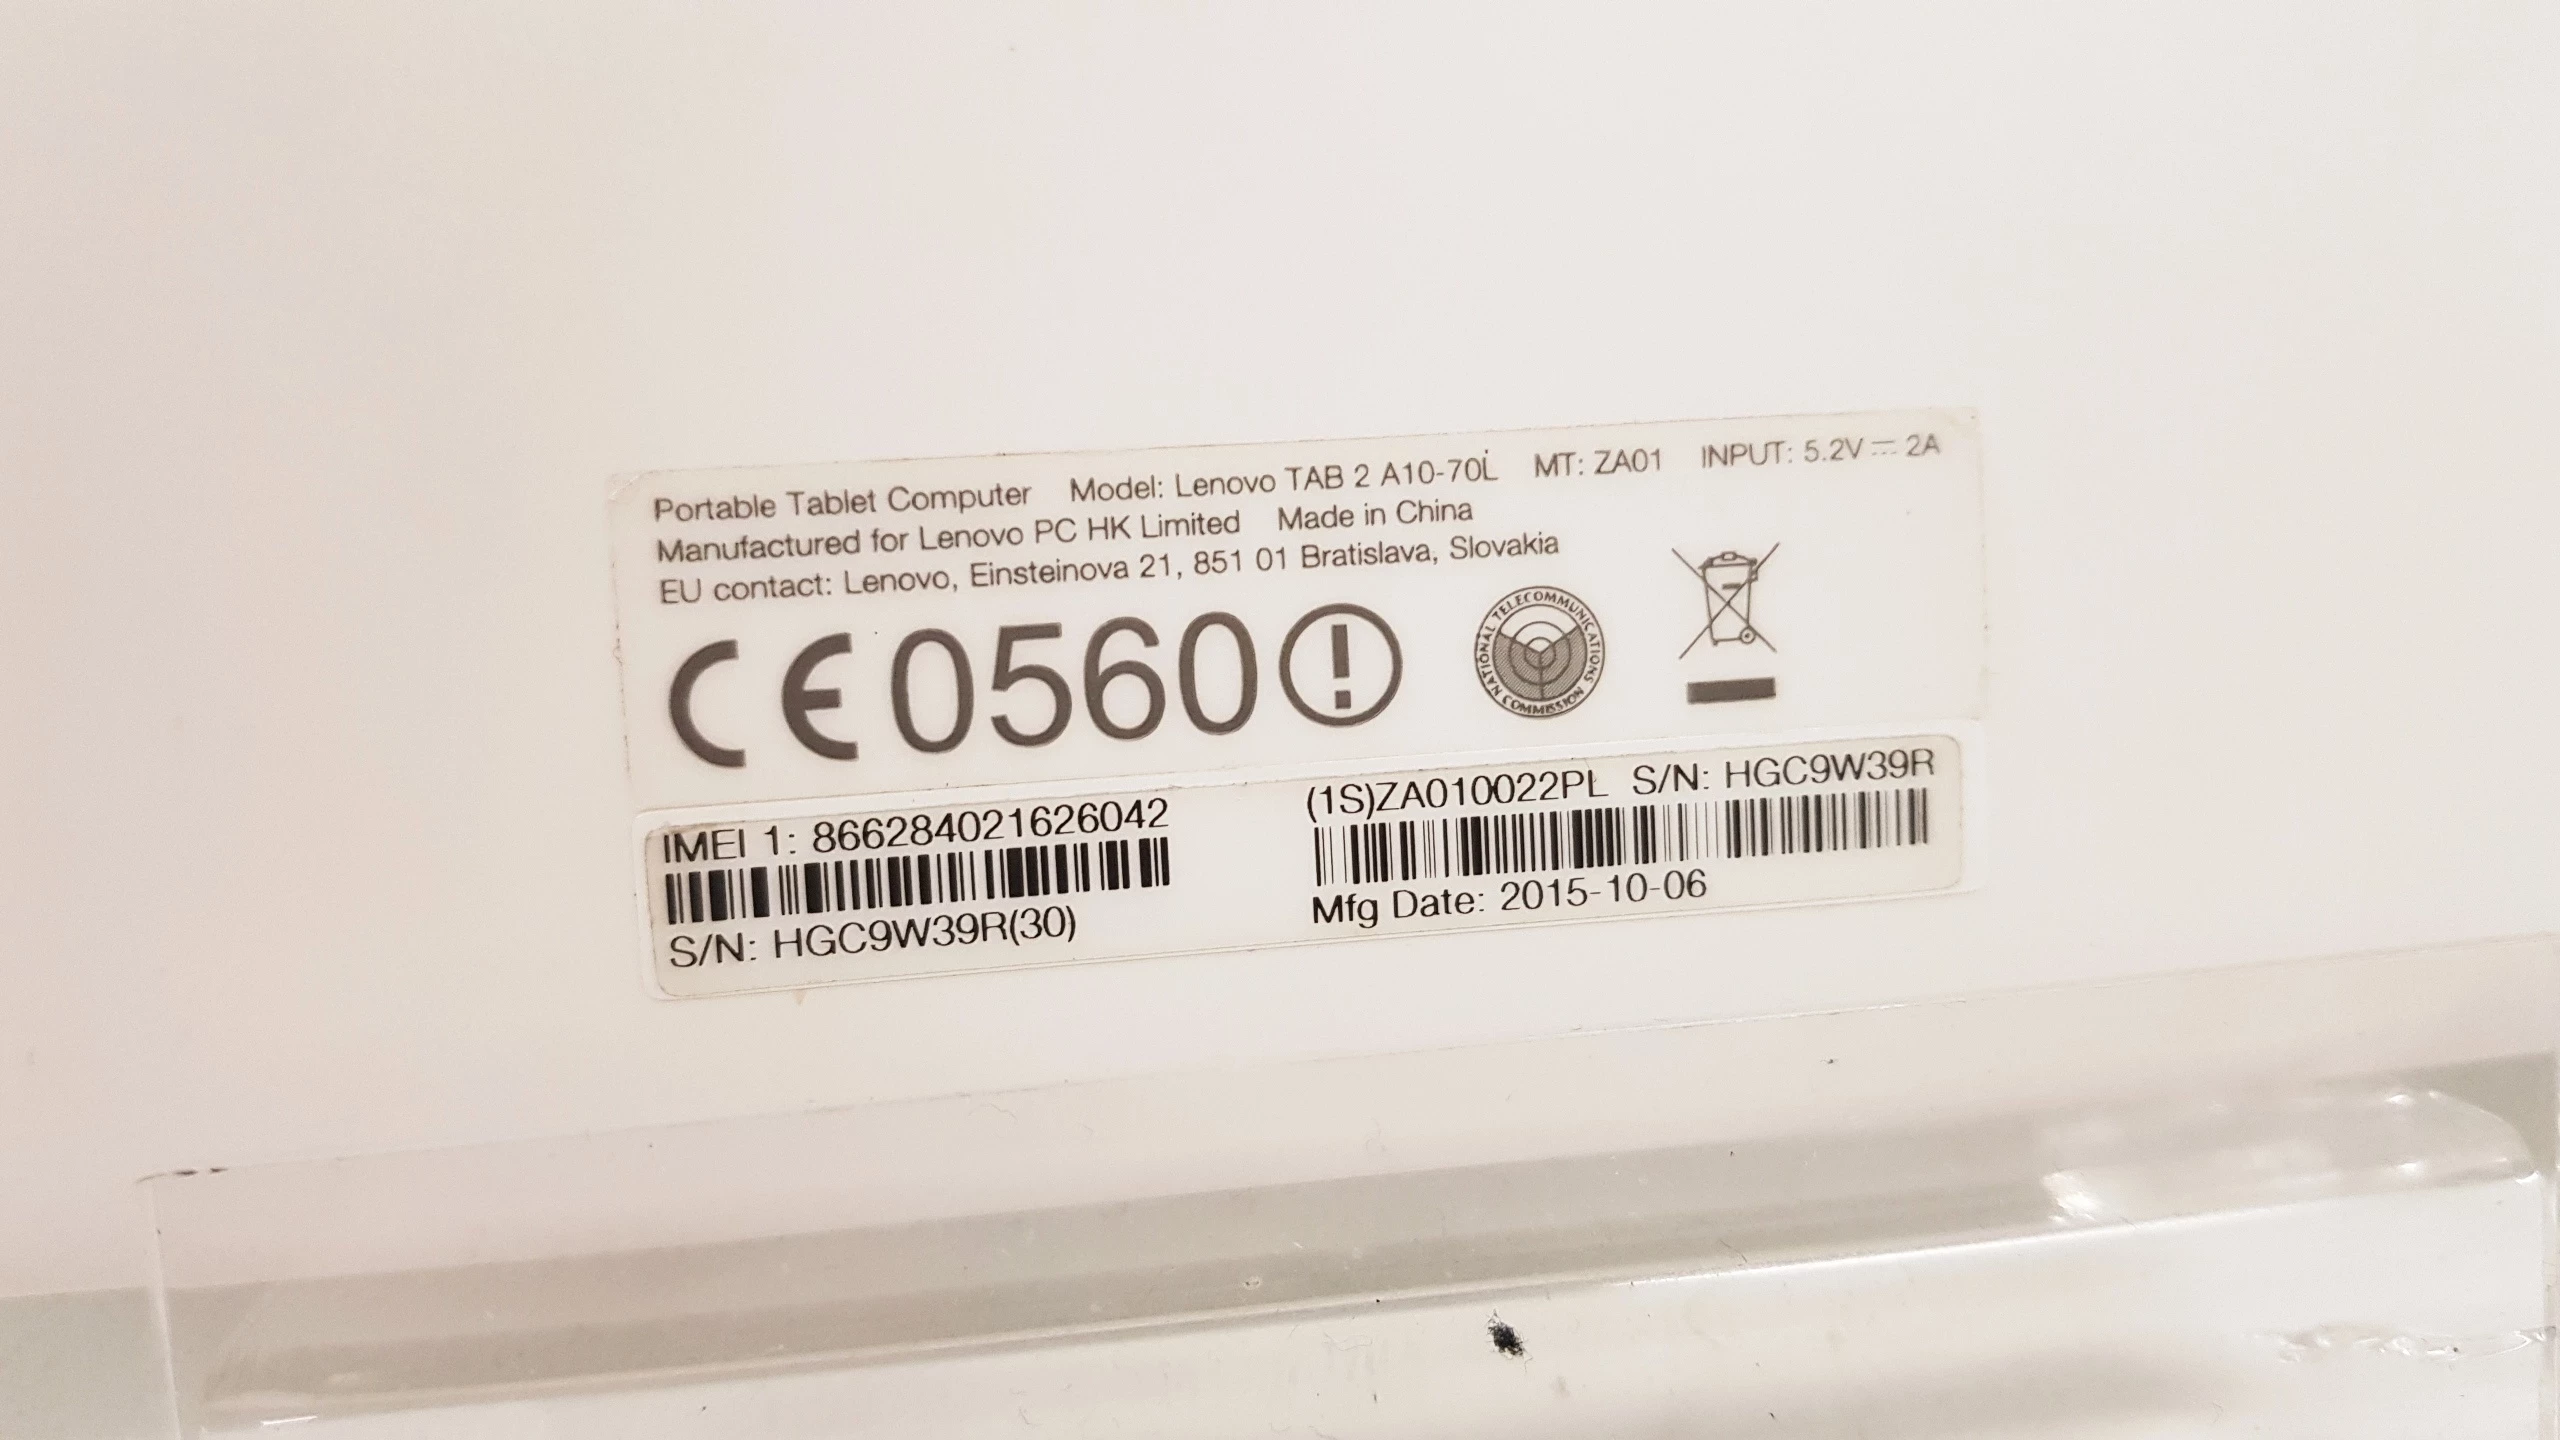 Portable Tablet Computer Model: Lenovo TAB 2 A10-70L MT: ZA01 INPUT: 5.2V ⎓ 2A
Manufactured for Lenovo PC HK Limited Made in China
EU contact: Lenovo, Einsteinova 21, 851 01 Bratislava, Slovakia
CE0560
NATIONAL TELECOMMUNICATIONS COMMISSION
IMEI 1: 866284021626042
S/N: HGC9W39R(30)
(1S)ZA010022PL S/N: HGC9W39R
Mfg Date: 2015-10-06